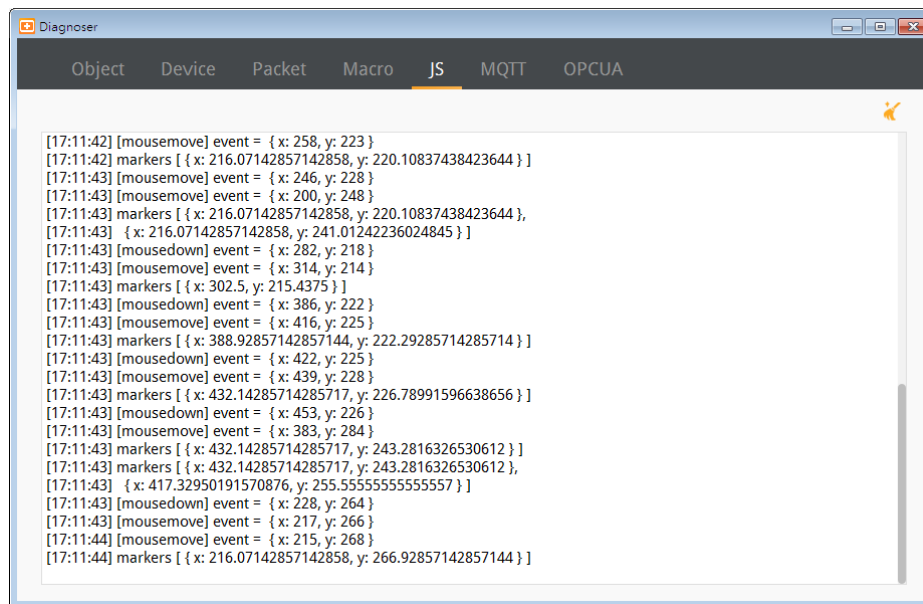 Diagnoser
Object Device Packet Macro JS MQTT OPCUA
[17:11:42] [mousemove] event = { x: 258, y: 223 }
[17:11:42] markers [ { x: 216.07142857142858, y: 220.10837438423644 } ]
[17:11:43] [mousemove] event = { x: 246, y: 228 }
[17:11:43] [mousemove] event = { x: 200, y: 248 }
[17:11:43] markers [ { x: 216.07142857142858, y: 220.10837438423644 },
[17:11:43]   { x: 216.07142857142858, y: 241.01242236024845 } ]
[17:11:43] [mousedown] event = { x: 282, y: 218 }
[17:11:43] [mousemove] event = { x: 314, y: 214 }
[17:11:43] markers [ { x: 302.5, y: 215.4375 } ]
[17:11:43] [mousedown] event = { x: 386, y: 222 }
[17:11:43] [mousemove] event = { x: 416, y: 225 }
[17:11:43] markers [ { x: 388.92857142857144, y: 222.29285714285714 } ]
[17:11:43] [mousedown] event = { x: 422, y: 225 }
[17:11:43] [mousemove] event = { x: 439, y: 228 }
[17:11:43] markers [ { x: 432.14285714285717, y: 226.78991596638656 } ]
[17:11:43] [mousedown] event = { x: 453, y: 226 }
[17:11:43] [mousemove] event = { x: 383, y: 284 }
[17:11:43] markers [ { x: 432.14285714285717, y: 243.2816326530612 } ]
[17:11:43] markers [ { x: 432.14285714285717, y: 243.2816326530612 },
[17:11:43]   { x: 417.32950191570876, y: 255.55555555555557 } ]
[17:11:43] [mousedown] event = { x: 228, y: 264 }
[17:11:43] [mousemove] event = { x: 217, y: 266 }
[17:11:44] [mousemove] event = { x: 215, y: 268 }
[17:11:44] markers [ { x: 216.07142857142858, y: 266.92857142857144 } ]